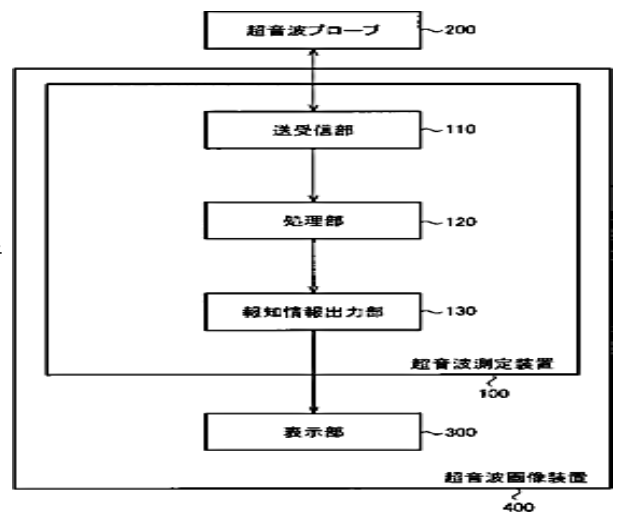 超音波プローブ 200
送受信部 110
処理部 120
報知情報出力部 130
超音波測定装置
100
表示部 300
超音波画像装置
400